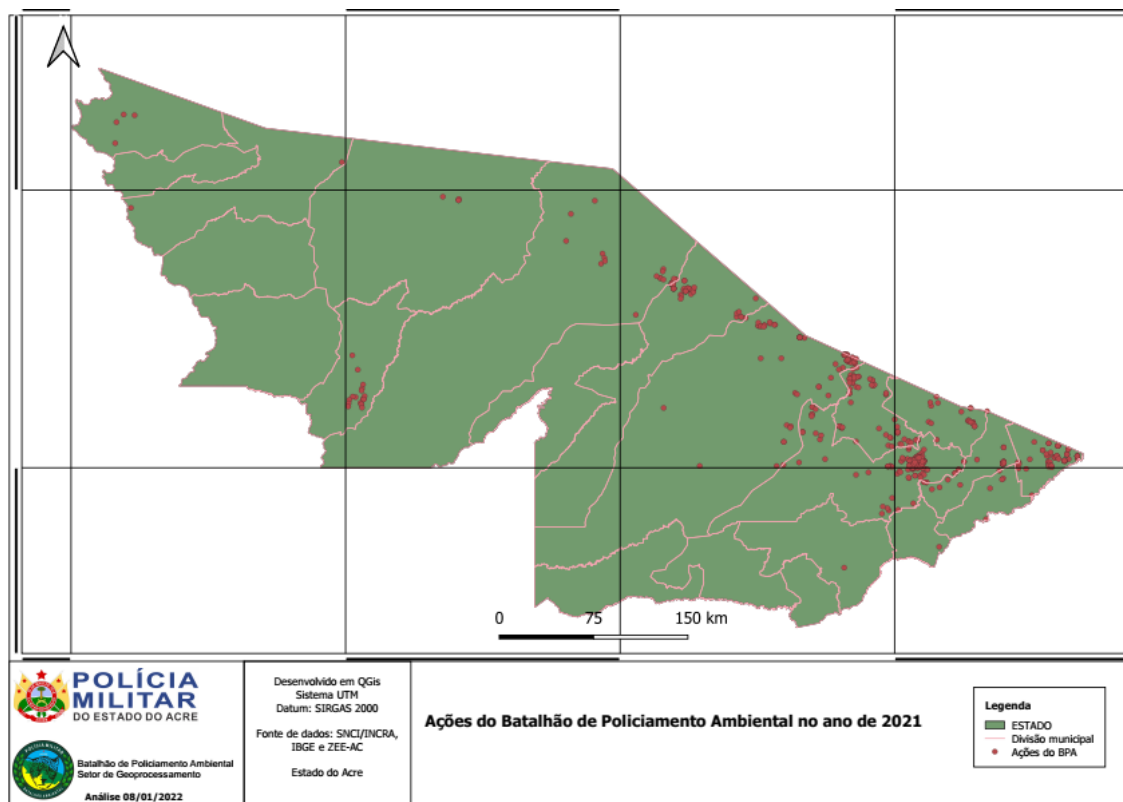 0 75 150 km
POLÍCIA
MILITAR
DO ESTADO DO ACRE
Batalhão de Policiamento Ambiental
Setor de Geoprocessamento
Análise 08/01/2022
Desenvolvido em QGis
Sistema UTM
Datum: SIRGAS 2000
Fonte de dados: SNCI/INCRA,
IBGE e ZEE-AC
Estado do Acre
Ações do Batalhão de Policiamento Ambiental no ano de 2021
Legenda
ESTADO
Divisão municipal
Ações do BPA